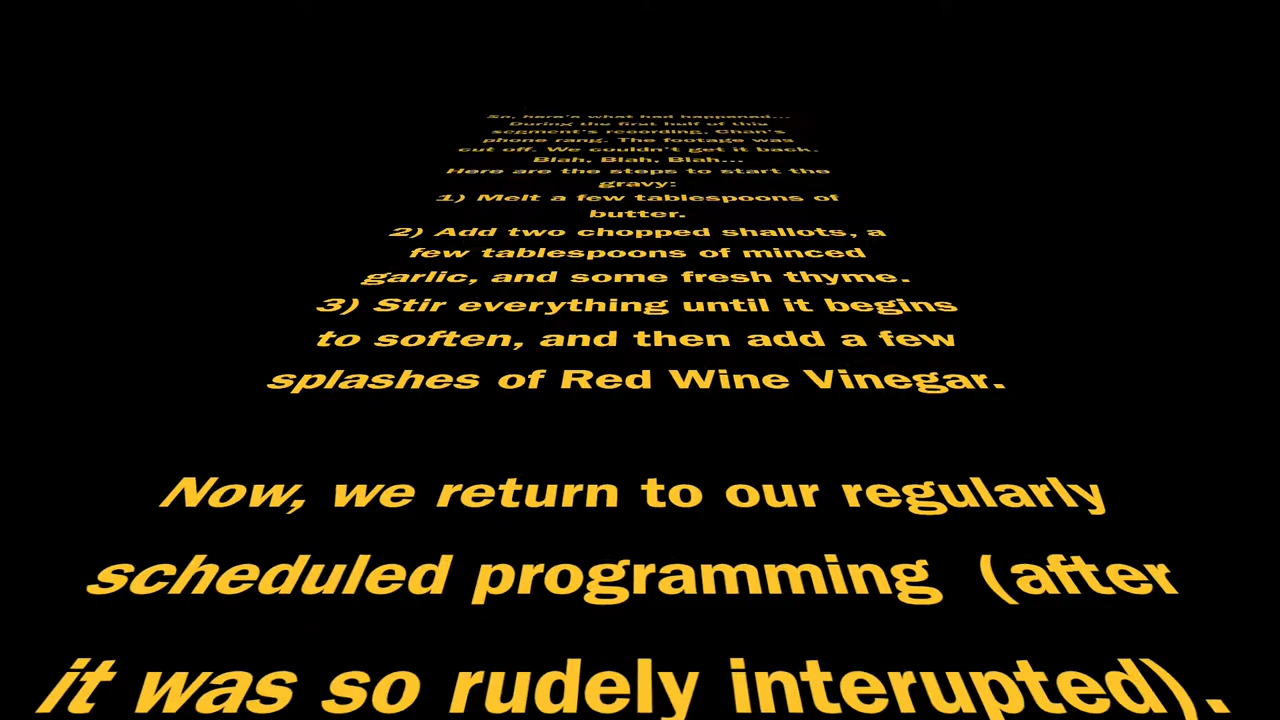 So, here's what had happened...
During the first half of this
segment's recording, Chan's
phone rang. The footage was
cut off. We couldn't get it back.
Blah, Blah, Blah...
Here are the steps to start the
gravy:
1) Melt a few tablespoons of
butter.
2) Add two chopped shallots, a
few tablespoons of minced
garlic, and some fresh thyme.
3) Stir everything until it begins
to soften, and then add a few
splashes of Red Wine Vinegar.
Now, we return to our regularly
scheduled programming (after
it was so rudely interupted).